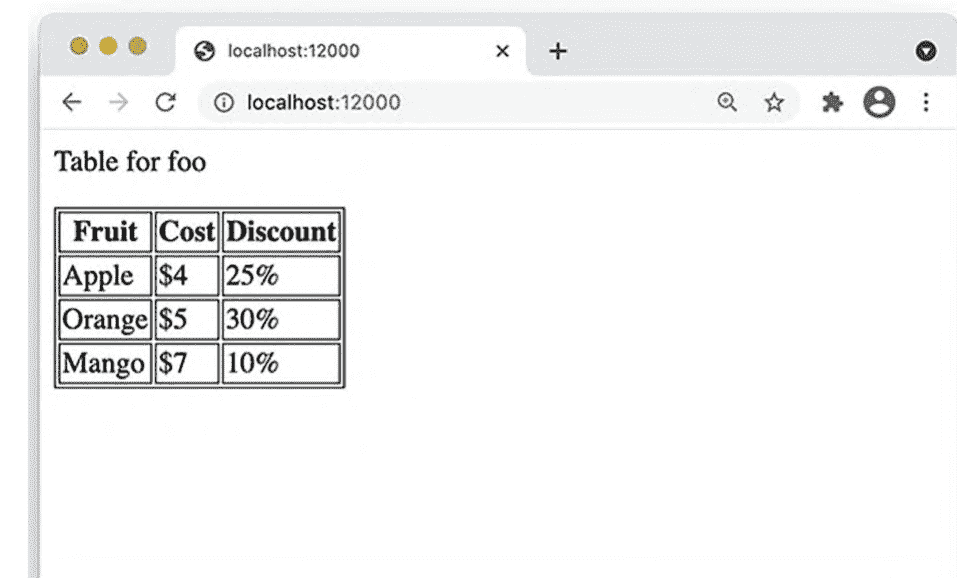 localhost:12000
localhost:12000
Table for foo
Fruit Cost Discount
Apple $4 25%
Orange $5 30%
Mango $7 10%